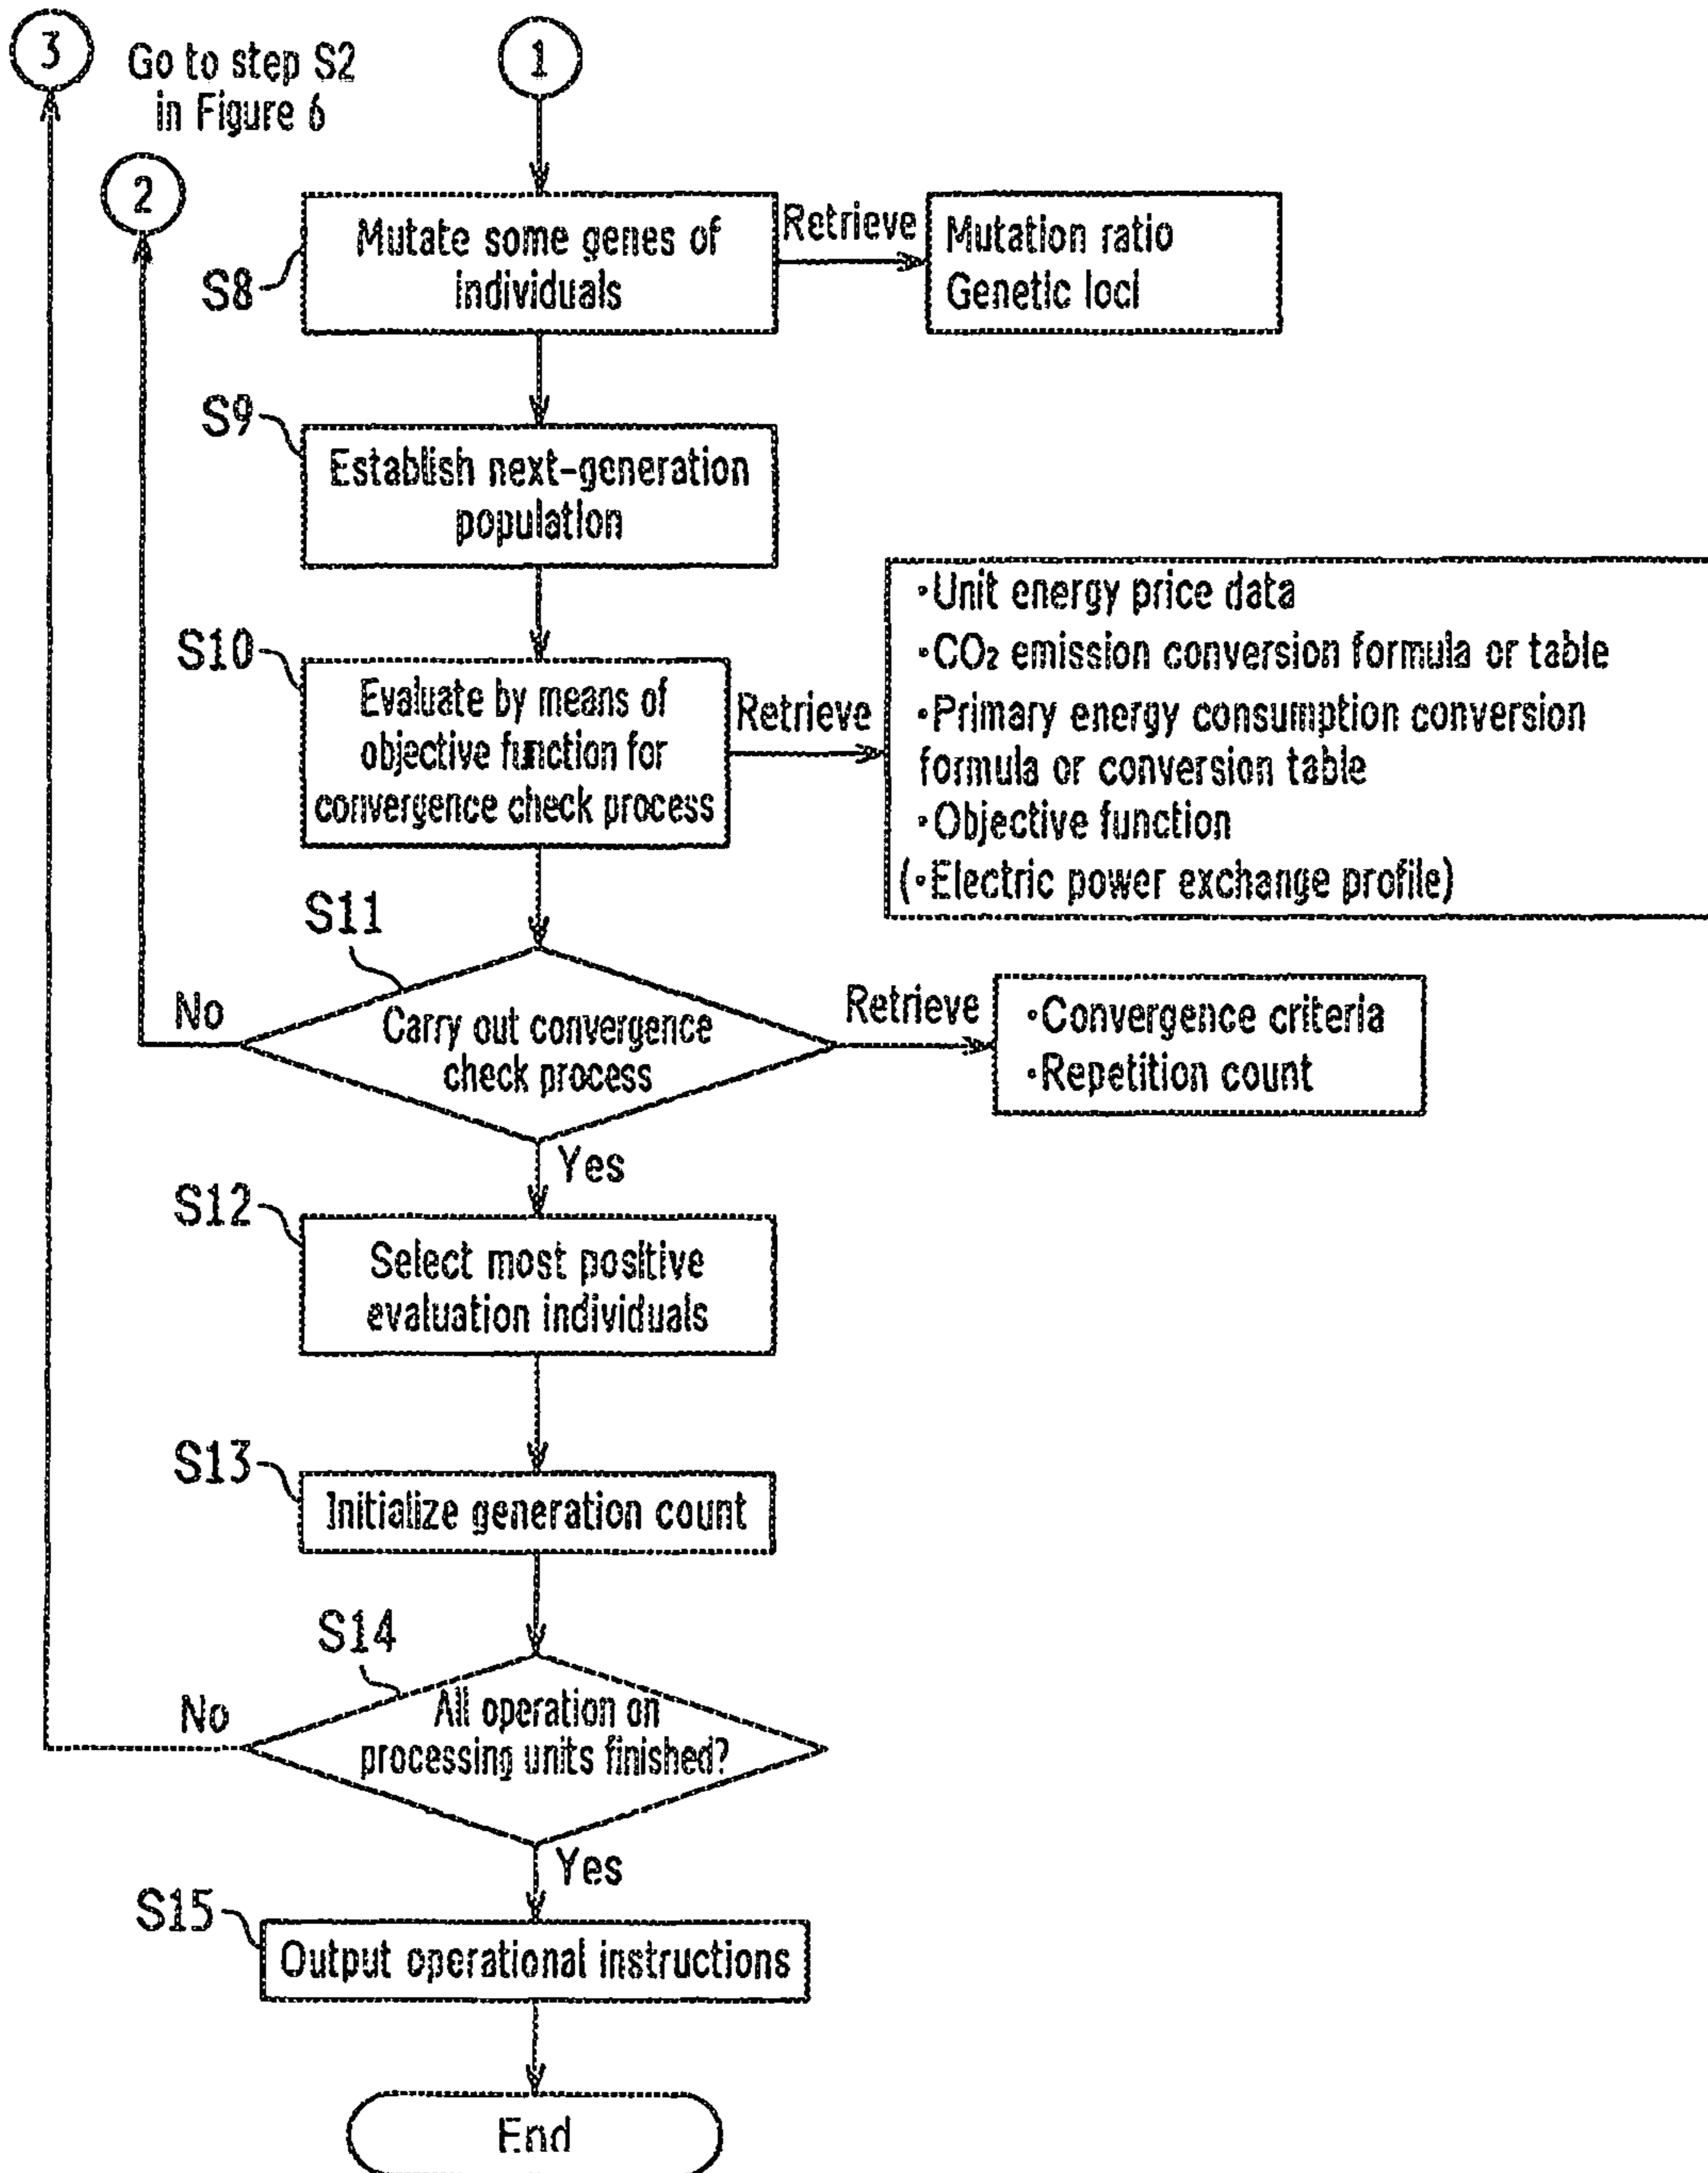 3
Go to step S2
in Figure 6
1
2
S8
Mutate some genes of
individuals
Retrieve
Mutation ratio
Genetic loci
S9
Establish next-generation
population
S10
Evaluate by means of
objective function for
convergence check process
Retrieve
·Unit energy price data
·CO₂ emission conversion formula or table
·Primary energy consumption conversion
formula or conversion table
·Objective function
(·Electric power exchange profile)
S11
No
Carry out convergence
check process
Retrieve
·Convergence criteria
·Repetition count
Yes
S12
Select most positive
evaluation individuals
S13
Initialize generation count
S14
No
All operation on
processing units finished?
Yes
S15
Output operational instructions
End